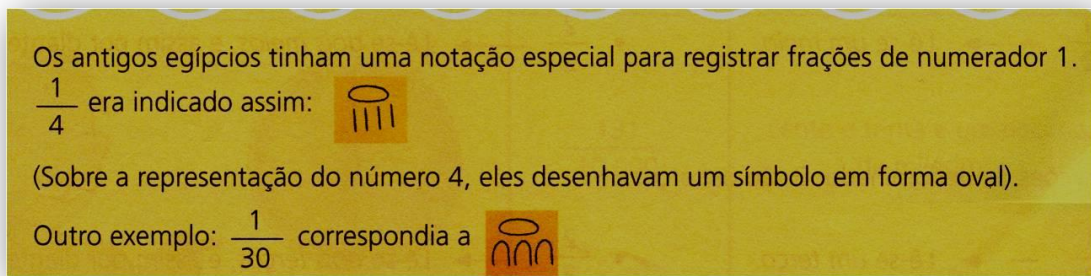 Os antigos egípcios tinham uma notação especial para registrar frações de numerador 1.
1/4 era indicado assim:
(Sobre a representação do número 4, eles desenhavam um símbolo em forma oval).
Outro exemplo: 1/30 correspondia a